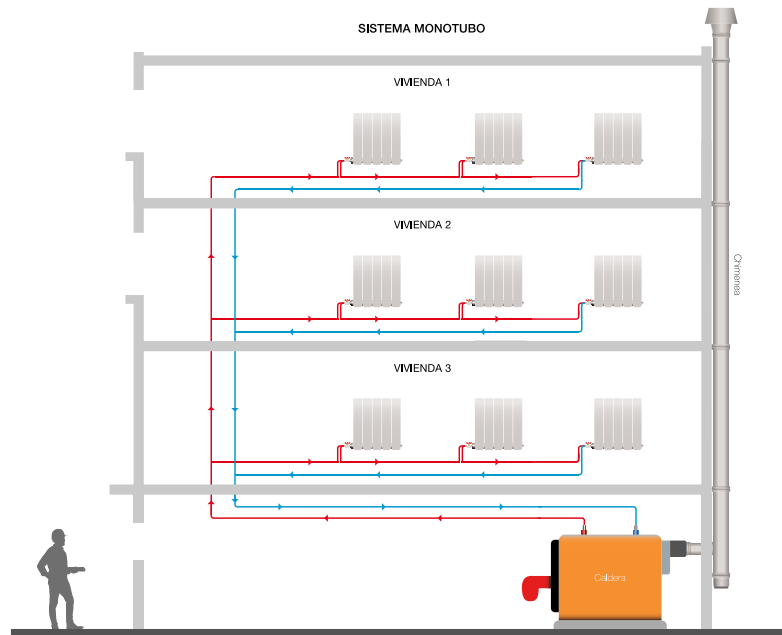 SISTEMA MONOTUBO
VIVIENDA 1
VIVIENDA 2
Chimenea
VIVIENDA 3
Caldera